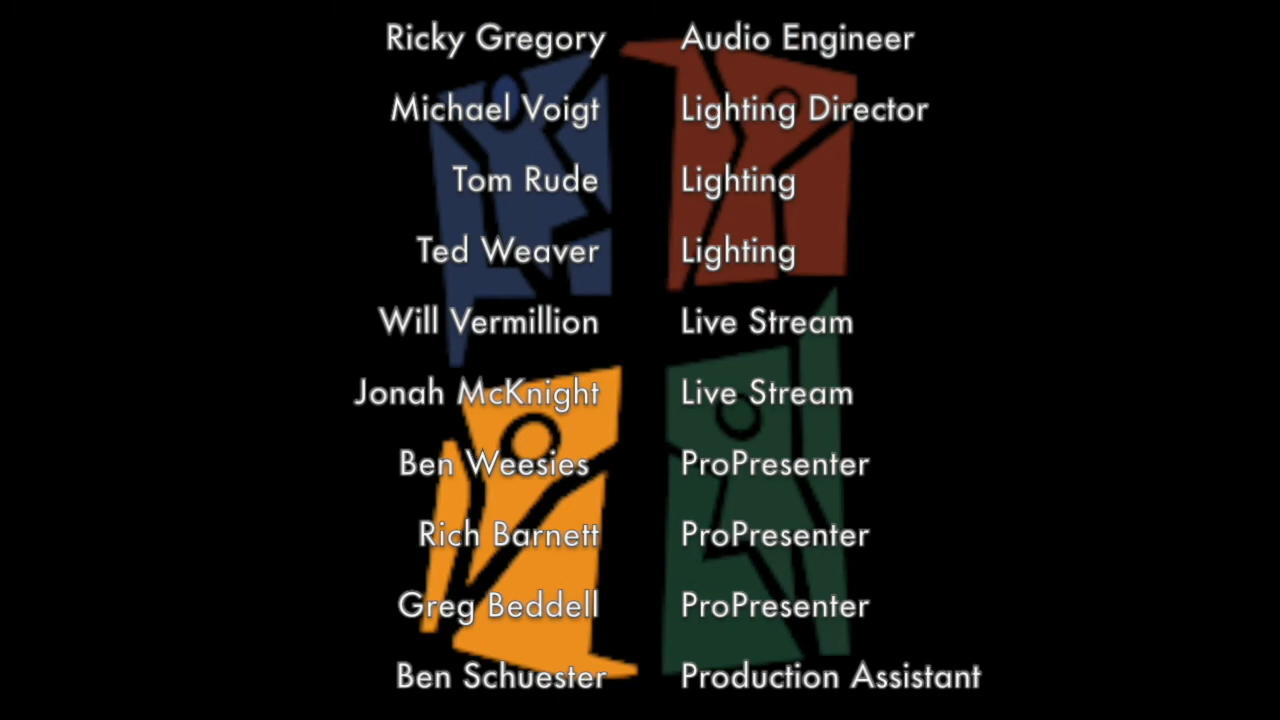 Ricky Gregory Audio Engineer
Michael Voigt Lighting Director
Tom Rude Lighting
Ted Weaver Lighting
Will Vermillion Live Stream
Jonah McKnight Live Stream
Ben Weesies ProPresenter
Rich Barnett ProPresenter
Greg Beddell ProPresenter
Ben Schuester Production Assistant